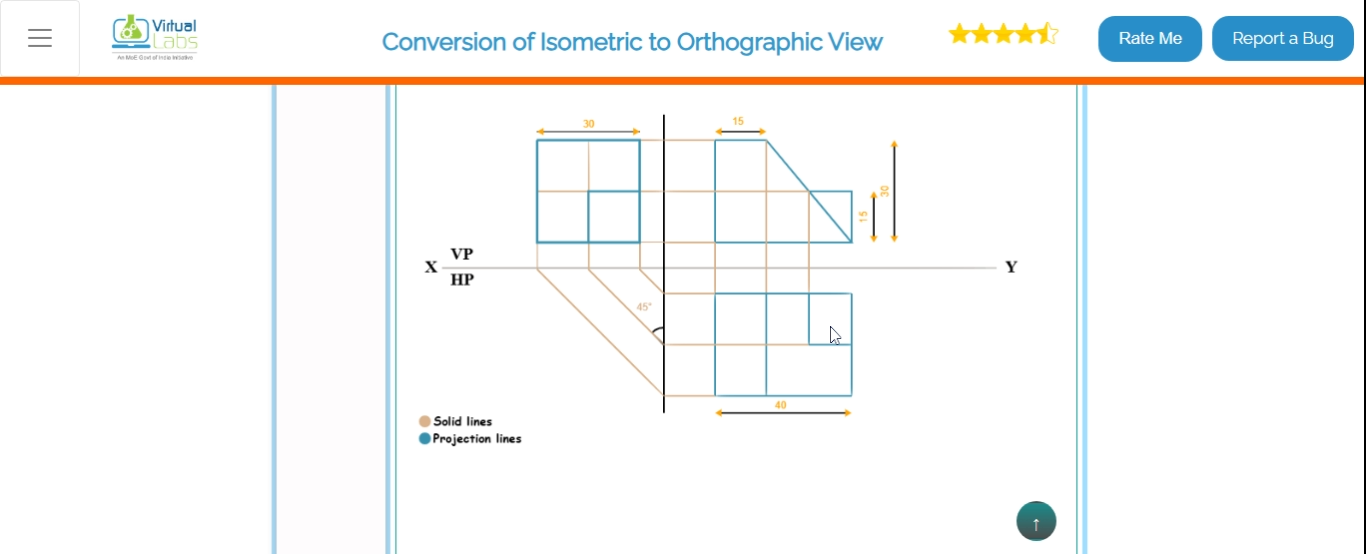 Virtual
Labs
An MoE Govt of India Initiative
Conversion of Isometric to Orthographic View
Rate Me
Report a Bug
30
15
30
15
VP
X
Y
HP
45°
40
Solid lines
Projection lines
↑